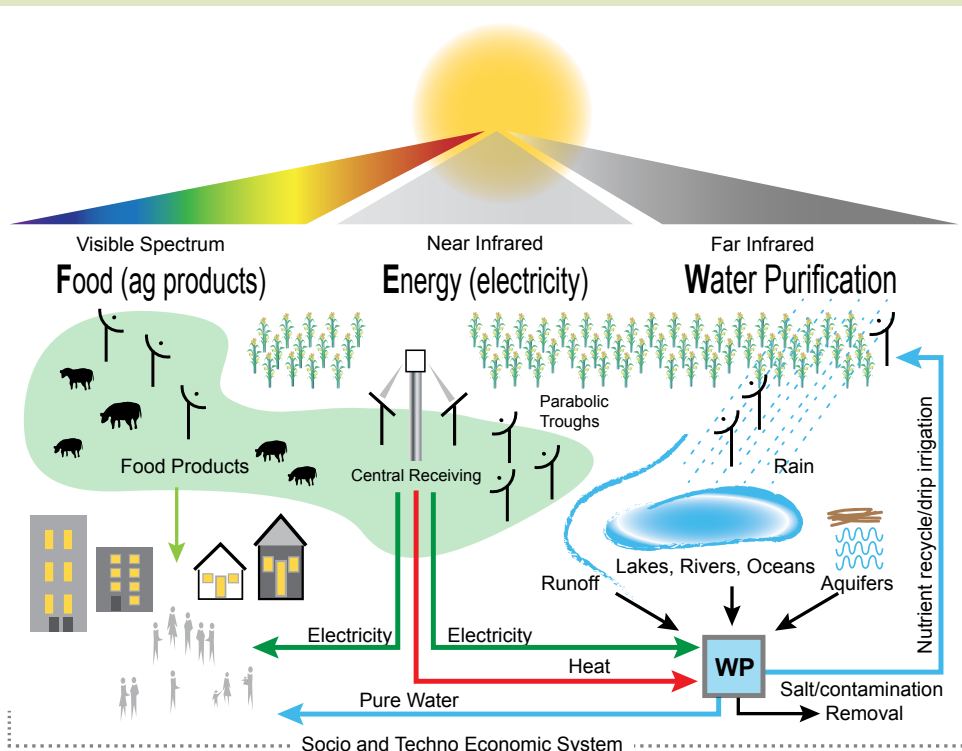 Visible Spectrum
Food (ag products)
Near Infrared
Energy (electricity)
Far Infrared
Water Purification
Parabolic
Troughs
Food Products
Central Receiving
Rain
Nutrient recycle/drip irrigation
Lakes, Rivers, Oceans
Runoff
Aquifers
Electricity
Electricity
Heat
WP
Pure Water
Salt/contamination
Removal
Socio and Techno Economic System